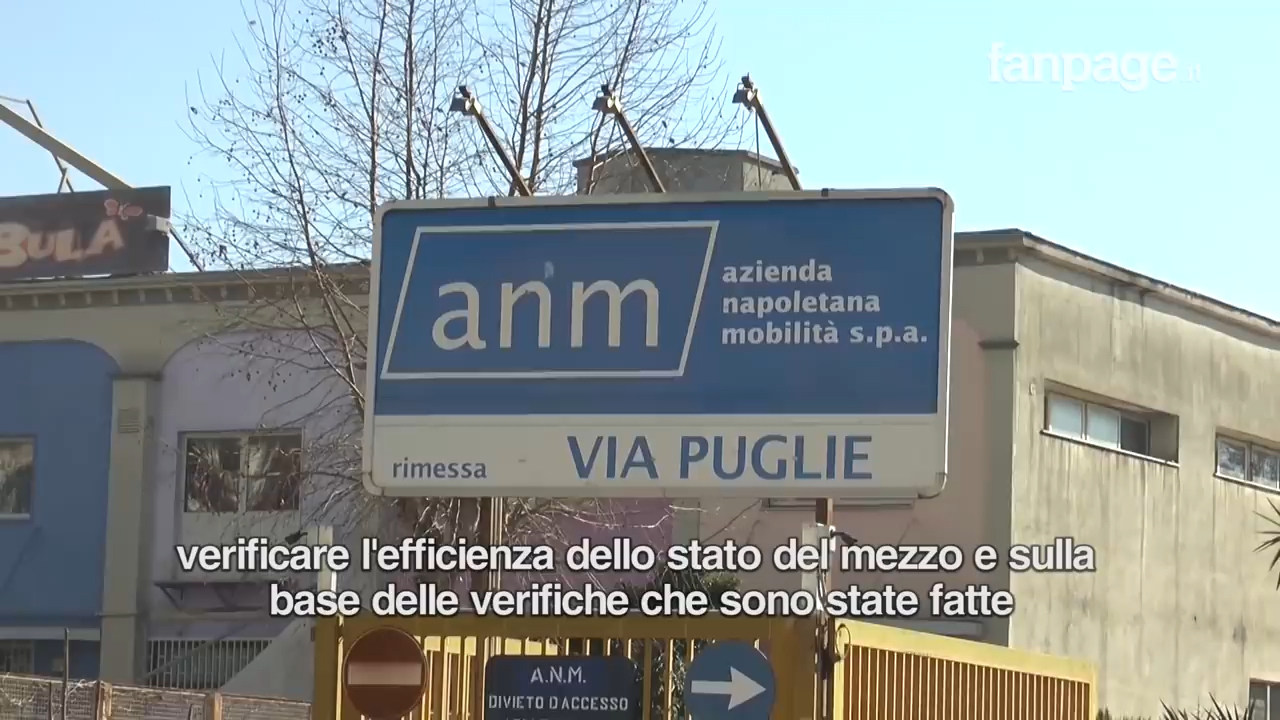 fanpage.it
BULA
anm
azienda
napoletana
mobilità s.p.a.
rimessa VIA PUGLIE
verificare l'efficienza dello stato del mezzo e sulla
base delle verifiche che sono state fatte
A.N.M.
DIVIETO D'ACCESSO